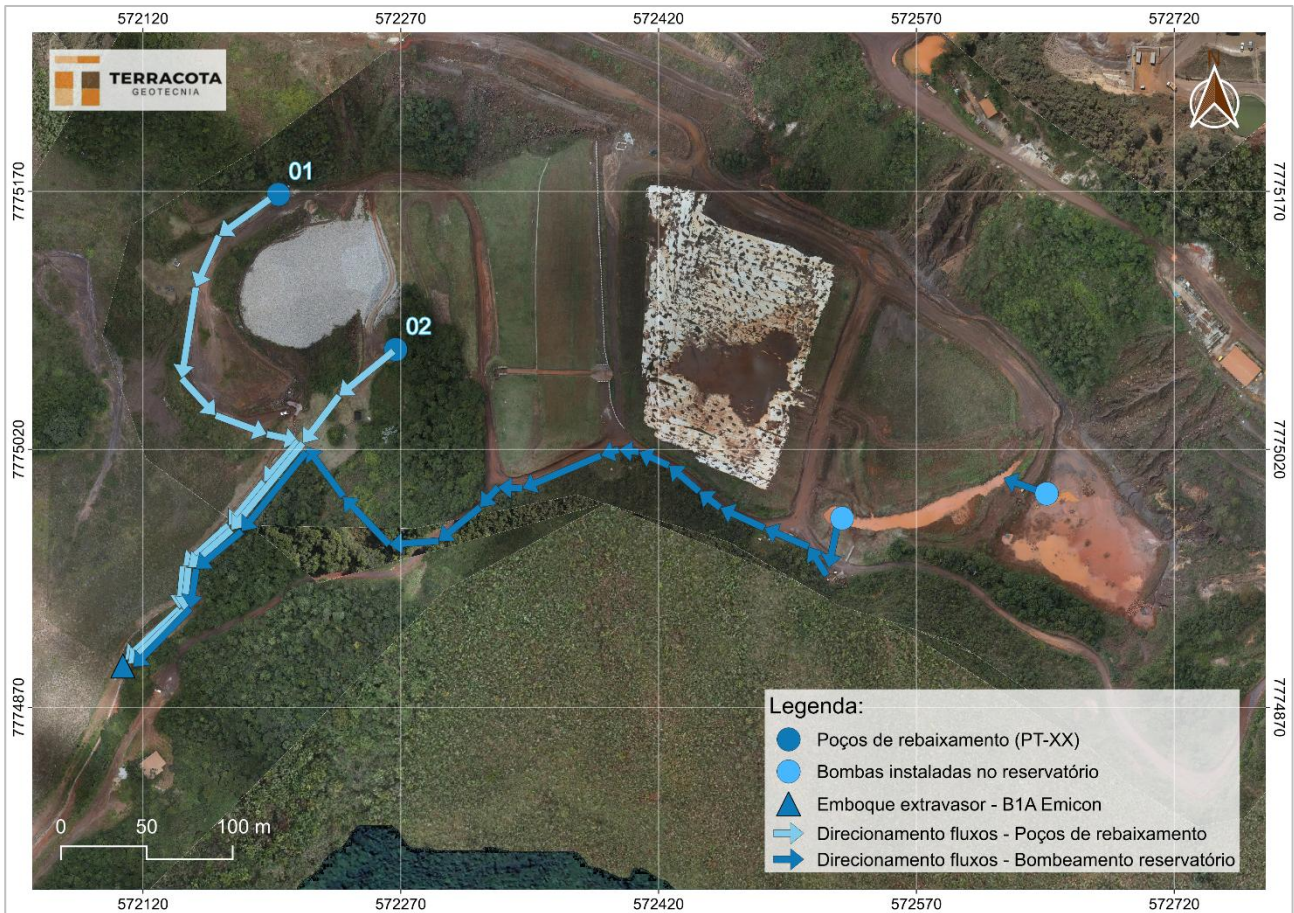 572120
572270
572420
572570
572720
TERRACOTA
GEOTECNIA
N
01
7775170
7775170
02
7775020
7775020
7774870
7774870
Legenda:
Poços de rebaixamento (PT-XX)
Bombas instaladas no reservatório
Emboque extravasor - B1A Emicon
Direcionamento fluxos - Poços de rebaixamento
Direcionamento fluxos - Bombeamento reservatório
0 50 100 m
572120
572270
572420
572570
572720